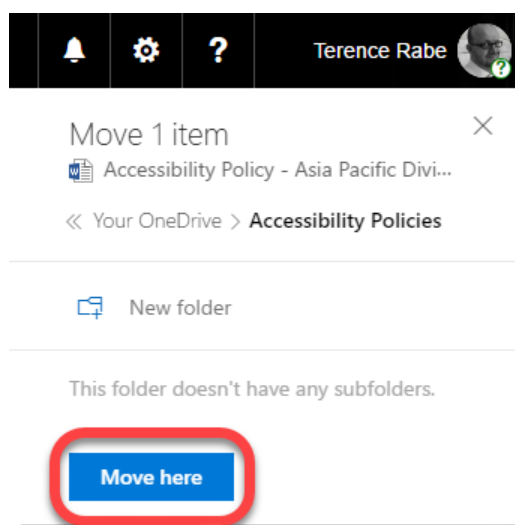 ? Terence Rabe ?
Move 1 item
Accessibility Policy - Asia Pacific Divi...
Your OneDrive > Accessibility Policies
New folder
This folder doesn't have any subfolders.
Move here